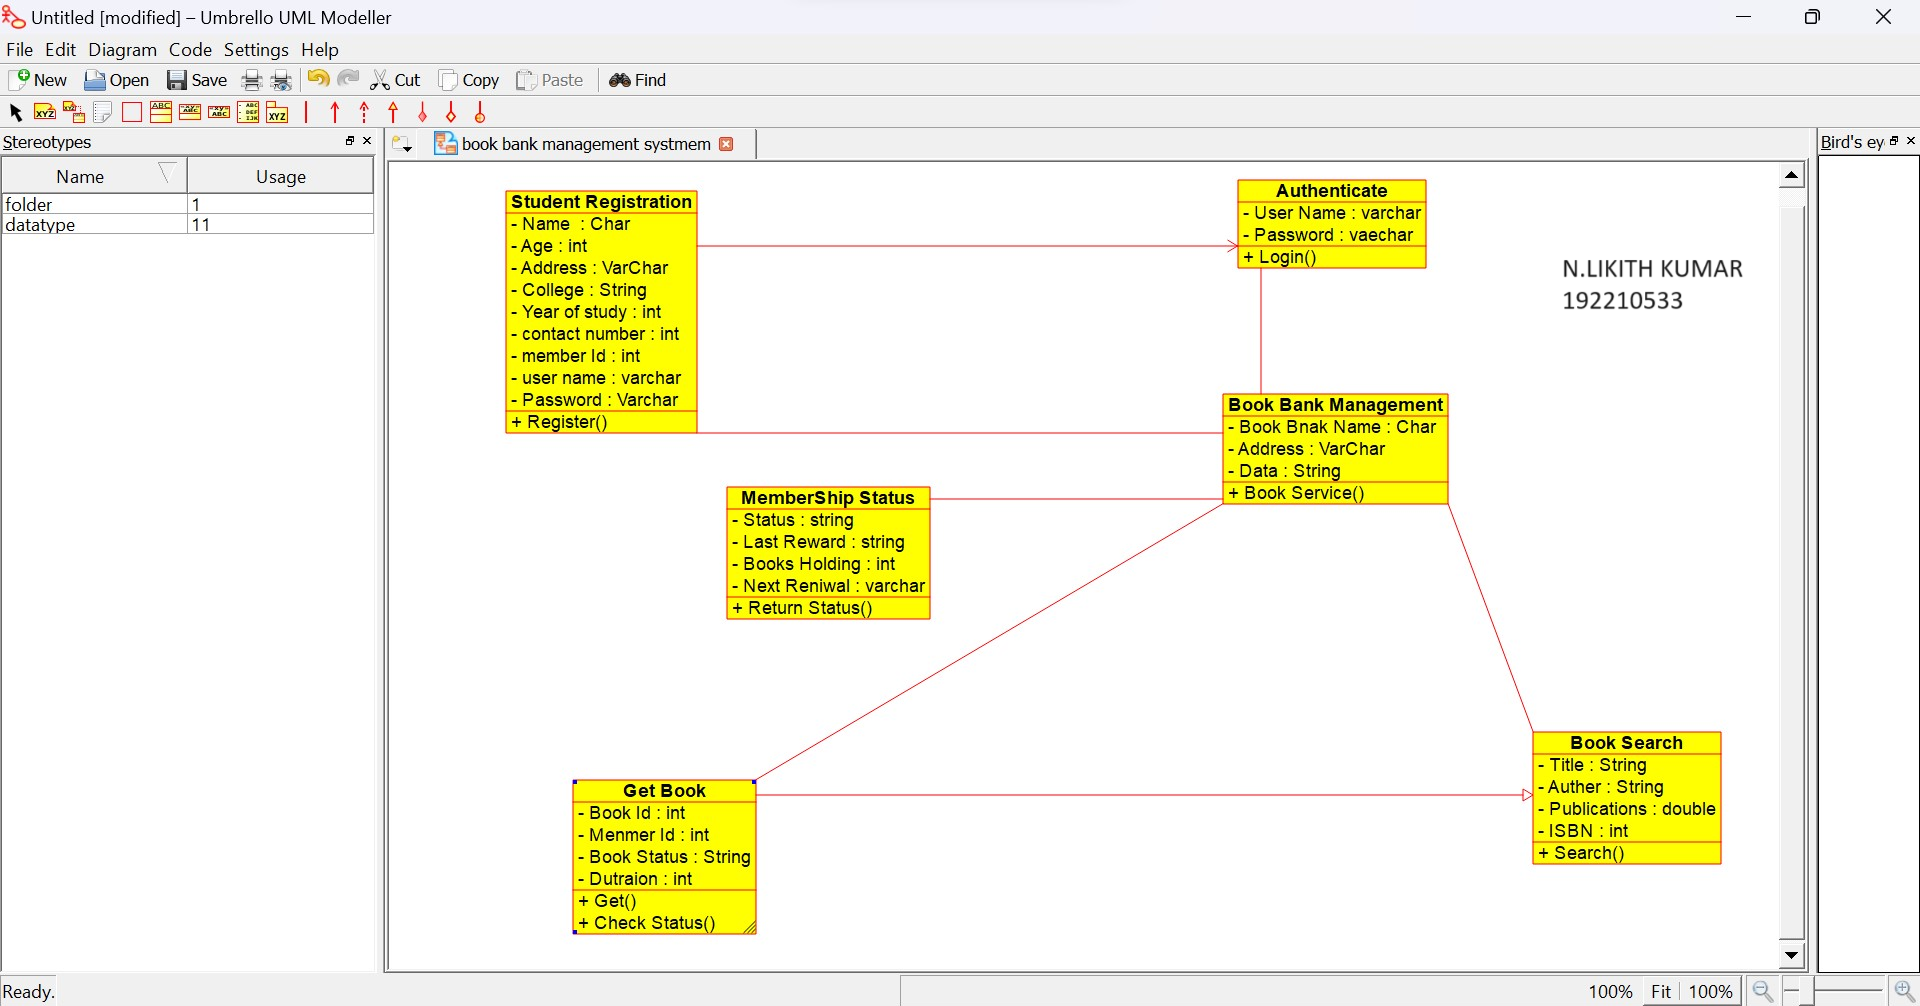 Untitled [modified] – Umbrello UML Modeller
File Edit Diagram Code Settings Help
New Open Save Cut Copy Paste Find
Stereotypes
book bank management systmem
Bird's ey
Name Usage
folder 1
datatype 11
Student Registration
- Name : Char
- Age : int
- Address : VarChar
- College : String
- Year of study : int
- contact number : int
- member Id : int
- user name : varchar
- Password : Varchar
+ Register()
Authenticate
- User Name : varchar
- Password : vaechar
+ Login()
N.LIKITH KUMAR
192210533
Book Bank Management
- Book Bnak Name : Char
- Address : VarChar
- Data : String
+ Book Service()
MemberShip Status
- Status : string
- Last Reward : string
- Books Holding : int
- Next Reniwal : varchar
+ Return Status()
Get Book
- Book Id : int
- Menmer Id : int
- Book Status : String
- Dutraion : int
+ Get()
+ Check Status()
Book Search
- Title : String
- Auther : String
- Publications : double
- ISBN : int
+ Search()
Ready.
100% Fit 100%